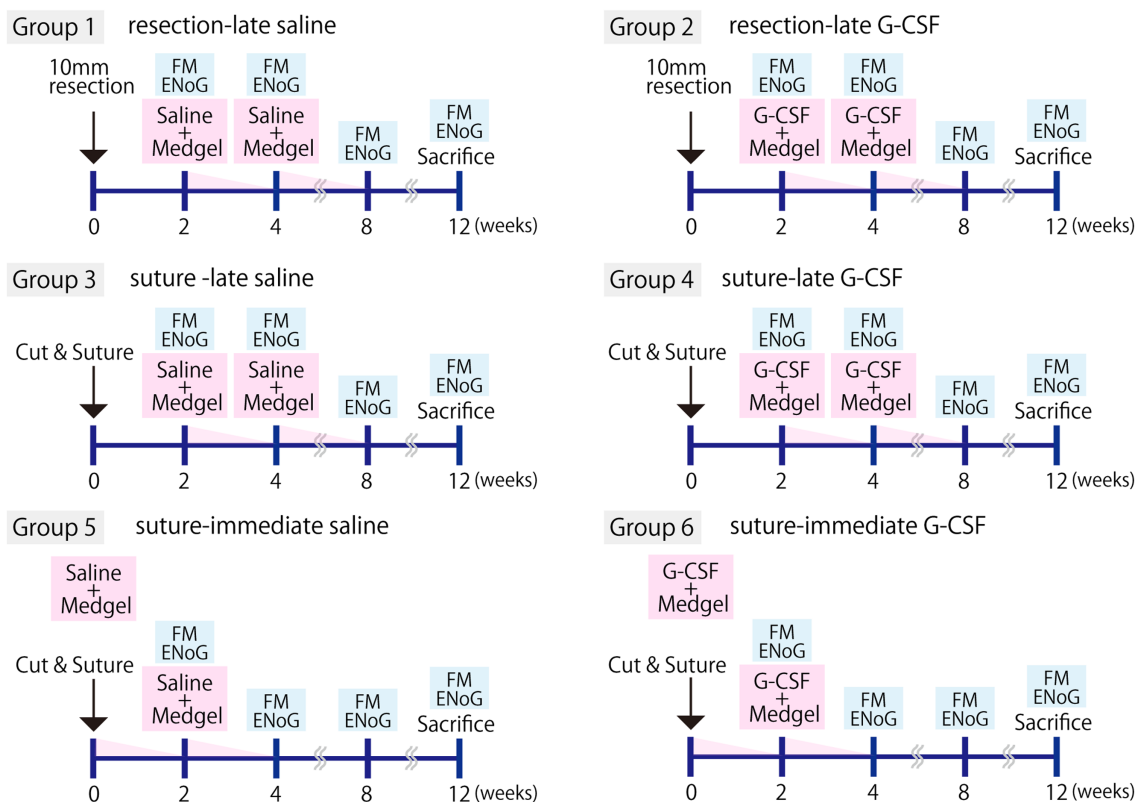 Group 1 resection-late saline
10mm
resection
FM
ENoG
Saline
+
Medgel
FM
ENoG
Saline
+
Medgel
FM
ENoG
FM
ENoG
Sacrifice
0 2 4 8 12 (weeks)
Group 2 resection-late G-CSF
10mm
resection
FM
ENoG
G-CSF
+
Medgel
FM
ENoG
G-CSF
+
Medgel
FM
ENoG
FM
ENoG
Sacrifice
0 2 4 8 12 (weeks)
Group 3 suture -late saline
Cut & Suture
FM
ENoG
Saline
+
Medgel
FM
ENoG
Saline
+
Medgel
FM
ENoG
FM
ENoG
Sacrifice
0 2 4 8 12 (weeks)
Group 4 suture-late G-CSF
Cut & Suture
FM
ENoG
G-CSF
+
Medgel
FM
ENoG
G-CSF
+
Medgel
FM
ENoG
FM
ENoG
Sacrifice
0 2 4 8 12 (weeks)
Group 5 suture-immediate saline
Saline
+
Medgel
Cut & Suture
FM
ENoG
Saline
+
Medgel
FM
ENoG
FM
ENoG
FM
ENoG
Sacrifice
0 2 4 8 12 (weeks)
Group 6 suture-immediate G-CSF
G-CSF
+
Medgel
Cut & Suture
FM
ENoG
G-CSF
+
Medgel
FM
ENoG
FM
ENoG
FM
ENoG
Sacrifice
0 2 4 8 12 (weeks)